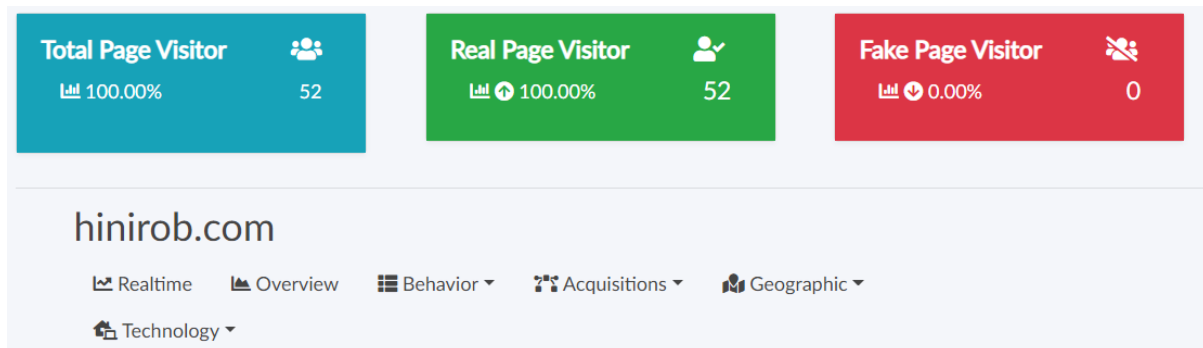 Total Page Visitor
100.00% 52
Real Page Visitor
100.00% 52
Fake Page Visitor
0.00% 0
hinirob.com
Realtime Overview Behavior Acquisitions Geographic
Technology